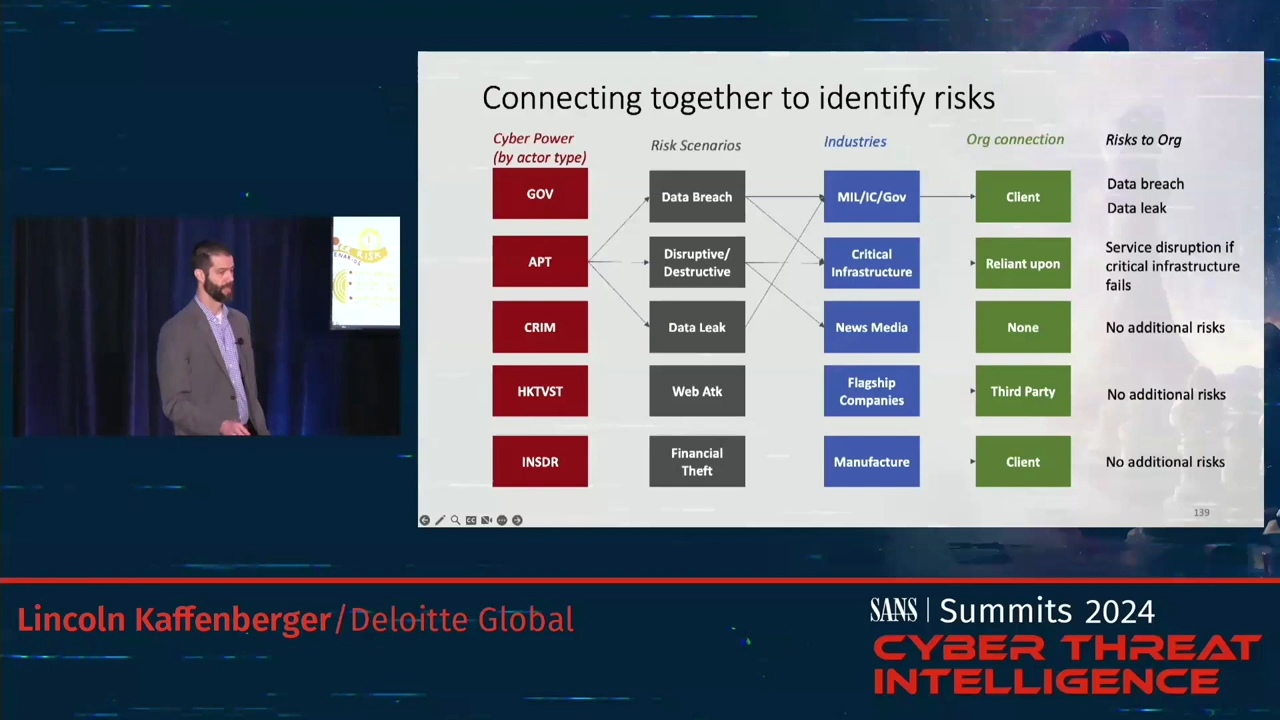 Connecting together to identify risks
Cyber Power
(by actor type)
Risk Scenarios
Industries
Org connection
Risks to Org
GOV
Data Breach
MIL/IC/Gov
Client
Data breach
Data leak
APT
Disruptive/
Destructive
Critical
Infrastructure
Reliant upon
Service disruption if
critical infrastructure
fails
CRIM
Data Leak
News Media
None
No additional risks
HKTVST
Web Atk
Flagship
Companies
Third Party
No additional risks
INSDR
Financial
Theft
Manufacture
Client
No additional risks
139
RISK
Lincoln Kaffenberger/Deloitte Global
SANS | Summits 2024
CYBER THREAT
INTELLIGENCE